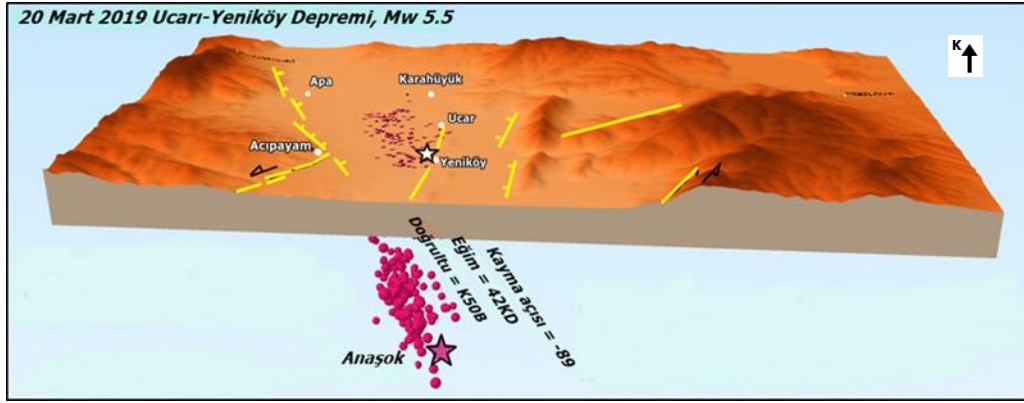 20 Mart 2019 Ucarı-Yeniköy Depremi, Mw 5.5
K
Apa
Karahüyük
Ucar
Acıpayam
Yeniköy
Doğrultu = K50B
Eğim = 42KD
Kayma açısı = -89
Anaşok